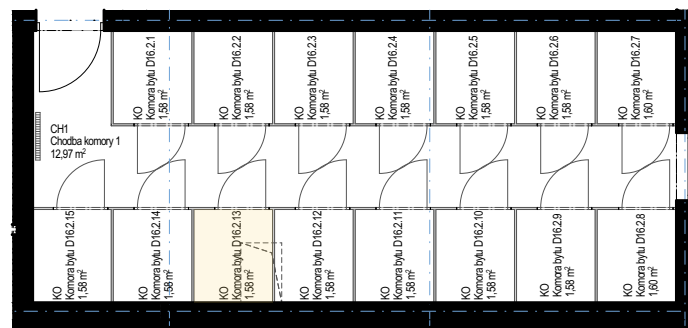 KO
Komora bytu D16.2.1
1,58 m²
KO
Komora bytu D16.2.2
1,58 m²
KO
Komora bytu D16.2.3
1,58 m²
KO
Komora bytu D16.2.4
1,58 m²
KO
Komora bytu D16.2.5
1,58 m²
KO
Komora bytu D16.2.6
1,58 m²
KO
Komora bytu D16.2.7
1,60 m²
CH1
Chodba komory 1
12,97 m²
KO
Komora bytu D16.2.15
1,58 m²
KO
Komora bytu D16.2.14
1,58 m²
KO
Komora bytu D16.2.13
1,58 m²
KO
Komora bytu D16.2.12
1,58 m²
KO
Komora bytu D16.2.11
1,58 m²
KO
Komora bytu D16.2.10
1,58 m²
KO
Komora bytu D16.2.9
1,58 m²
KO
Komora bytu D16.2.8
1,60 m²